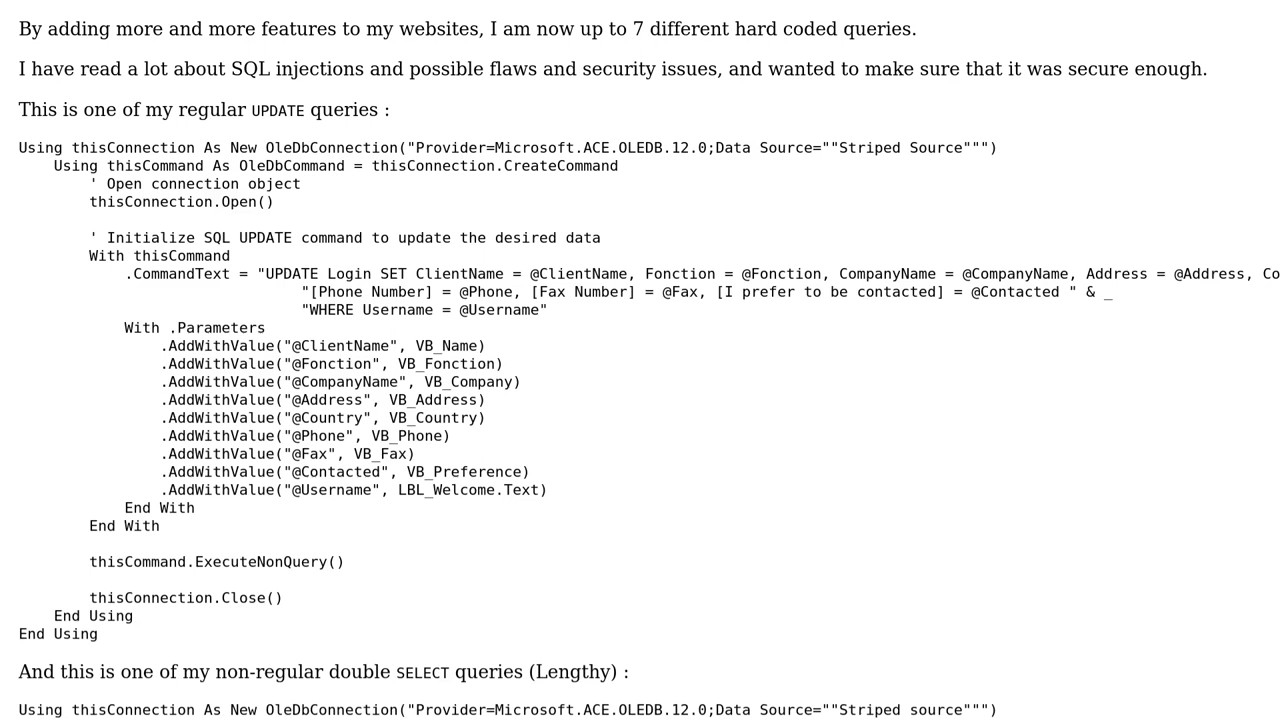 By adding more and more features to my websites, I am now up to 7 different hard coded queries.
I have read a lot about SQL injections and possible flaws and security issues, and wanted to make sure that it was secure enough.
This is one of my regular UPDATE queries :
Using thisConnection As New OleDbConnection("Provider=Microsoft.ACE.OLEDB.12.0;Data Source=""Striped Source""")
    Using thisCommand As OleDbCommand = thisConnection.CreateCommand
        ' Open connection object
        thisConnection.Open()

        ' Initialize SQL UPDATE command to update the desired data
        With thisCommand
            .CommandText = "UPDATE Login SET ClientName = @ClientName, Fonction = @Fonction, CompanyName = @CompanyName, Address = @Address, Co
                                "[Phone Number] = @Phone, [Fax Number] = @Fax, [I prefer to be contacted] = @Contacted " & _
                                "WHERE Username = @Username"
            With .Parameters
                .AddWithValue("@ClientName", VB_Name)
                .AddWithValue("@Fonction", VB_Fonction)
                .AddWithValue("@CompanyName", VB_Company)
                .AddWithValue("@Address", VB_Address)
                .AddWithValue("@Country", VB_Country)
                .AddWithValue("@Phone", VB_Phone)
                .AddWithValue("@Fax", VB_Fax)
                .AddWithValue("@Contacted", VB_Preference)
                .AddWithValue("@Username", LBL_Welcome.Text)
            End With
        End With

        thisCommand.ExecuteNonQuery()

        thisConnection.Close()
    End Using
End Using
And this is one of my non-regular double SELECT queries (Lengthy) :
Using thisConnection As New OleDbConnection("Provider=Microsoft.ACE.OLEDB.12.0;Data Source=""Striped source""")